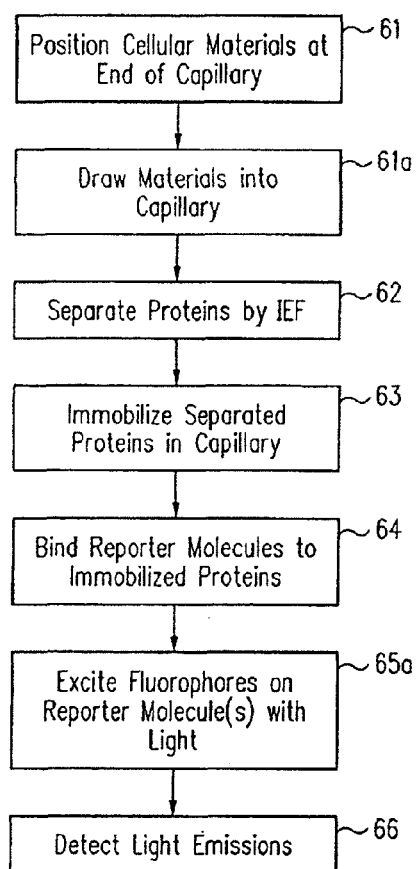 61
Position Cellular Materials at
End of Capillary
61a
Draw Materials into
Capillary
62
Separate Proteins by IEF
63
Immobilize Separated
Proteins in Capillary
64
Bind Reporter Molecules to
Immobilized Proteins
65a
Excite Fluorophores on
Reporter Molecule(s) with
Light
66
Detect Light Emissions